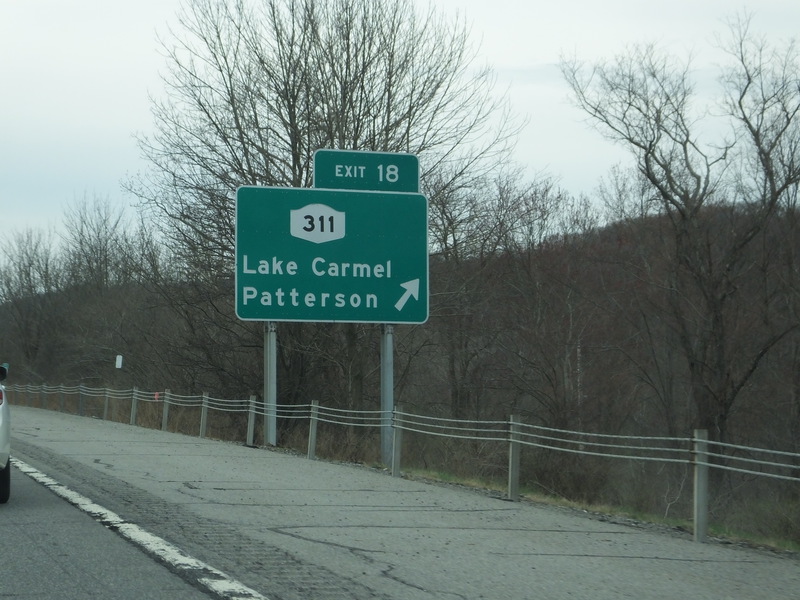 EXIT 18
311
Lake Carmel
Patterson